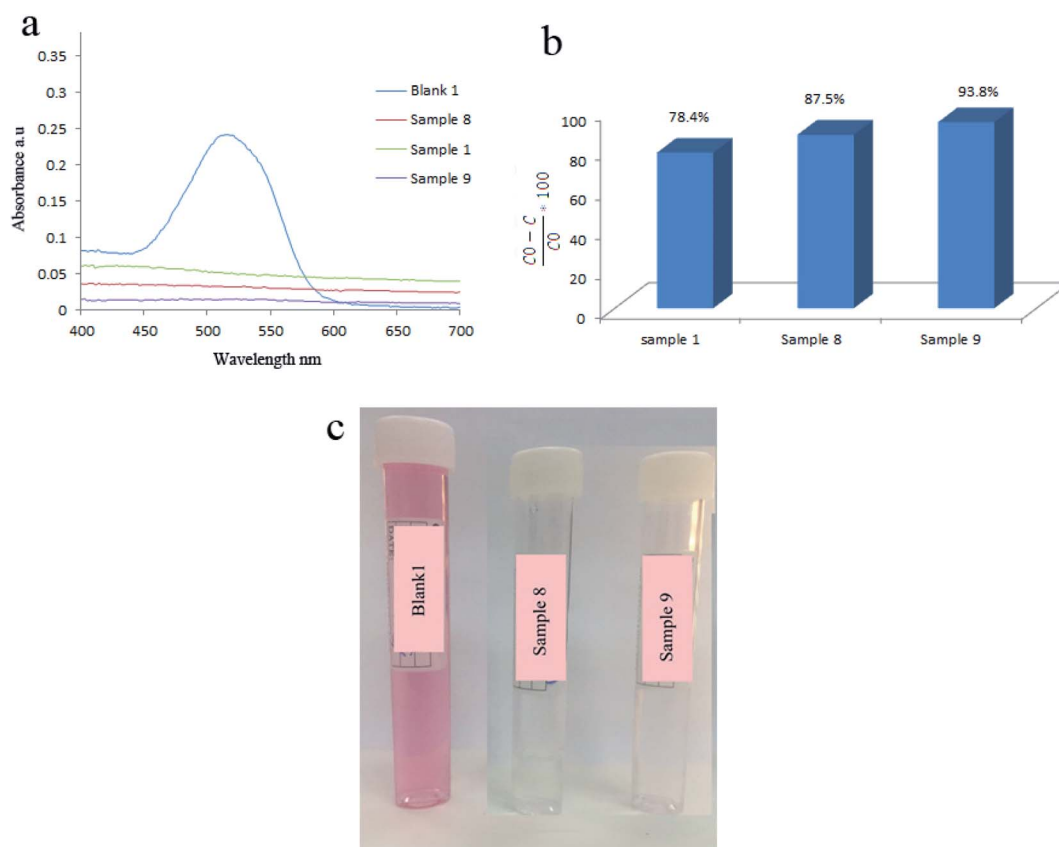 a
0.35
0.3
0.25
0.2
0.15
0.1
0.05
0
400
450
500
550
600
650
700
Absorbance a.u
Wavelength nm
Blank 1
Sample 8
Sample 1
Sample 9
b
100
80
60
40
20
0
C0 − C
C0
* 100
78.4%
87.5%
93.8%
sample 1
Sample 8
Sample 9
c
Blank1
Sample 8
Sample 9